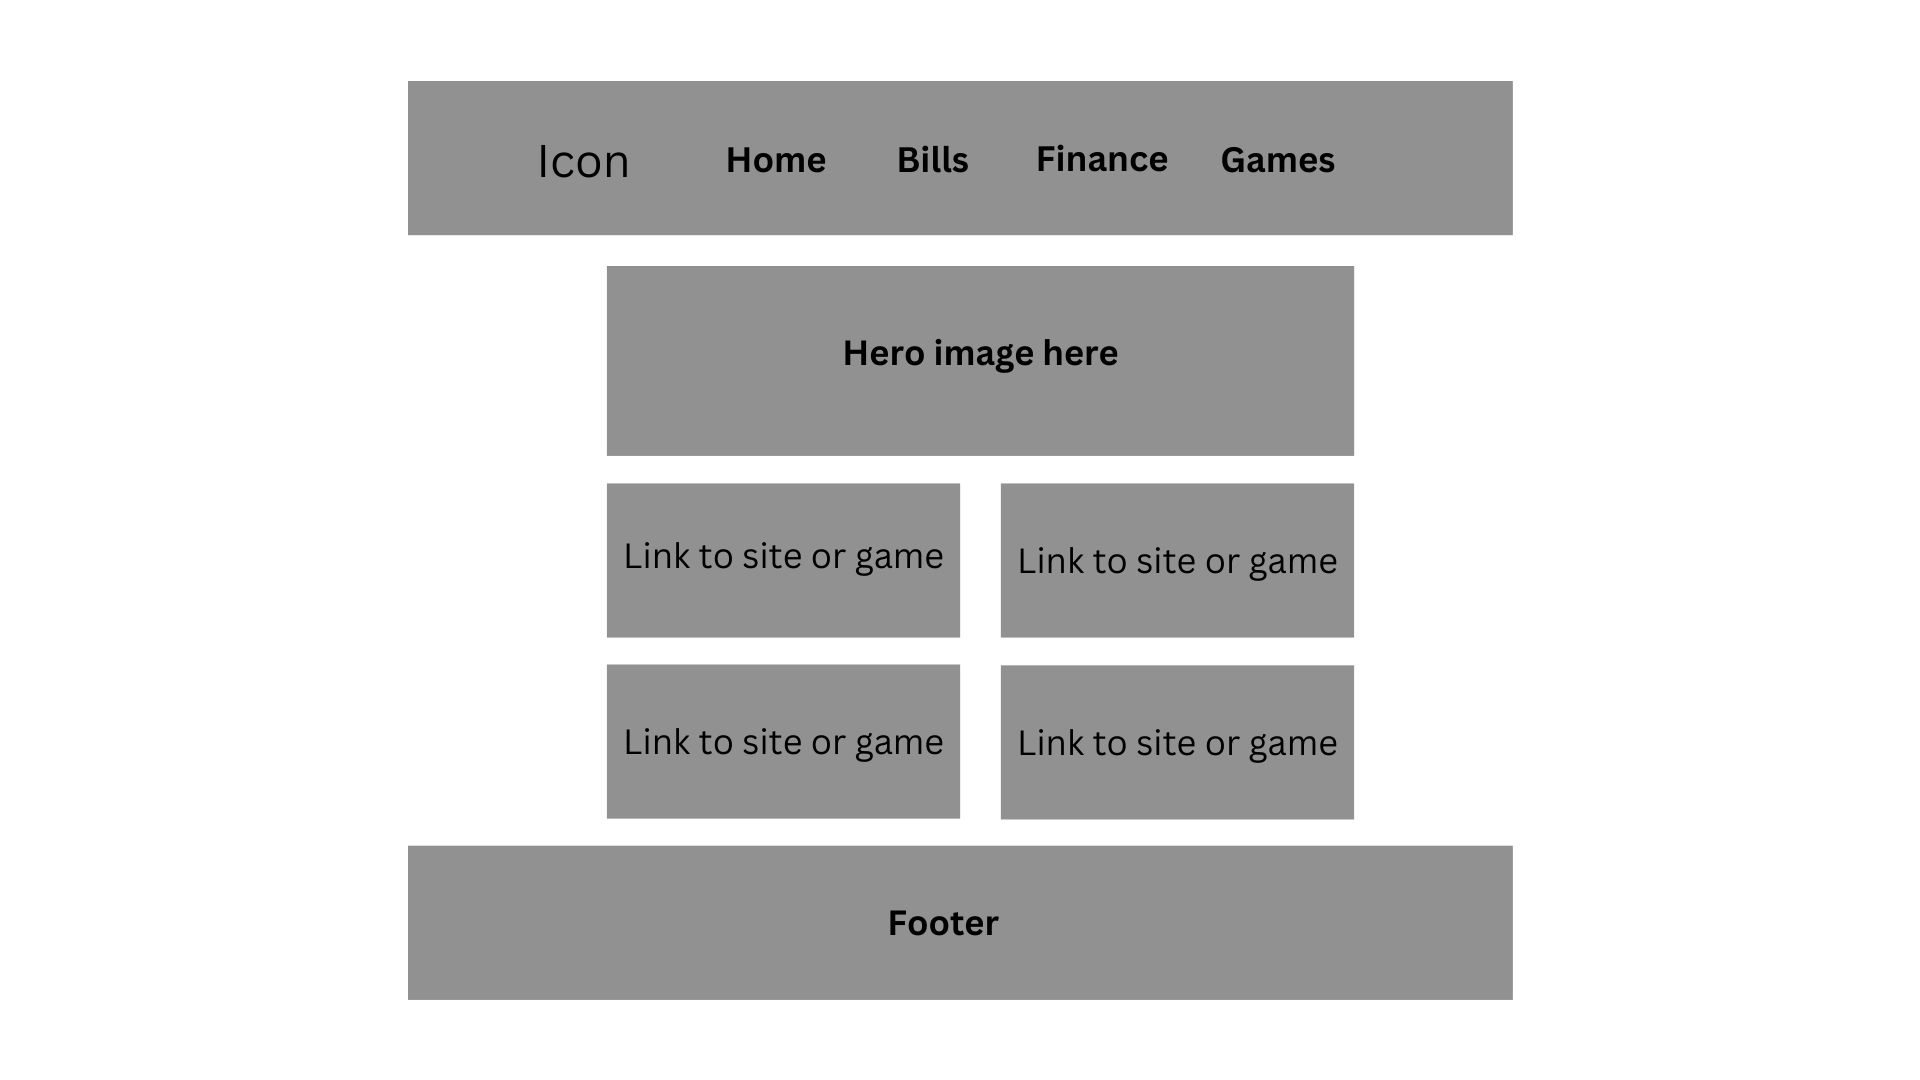 Icon
Home
Bills
Finance
Games
Hero image here
Link to site or game
Link to site or game
Link to site or game
Link to site or game
Footer